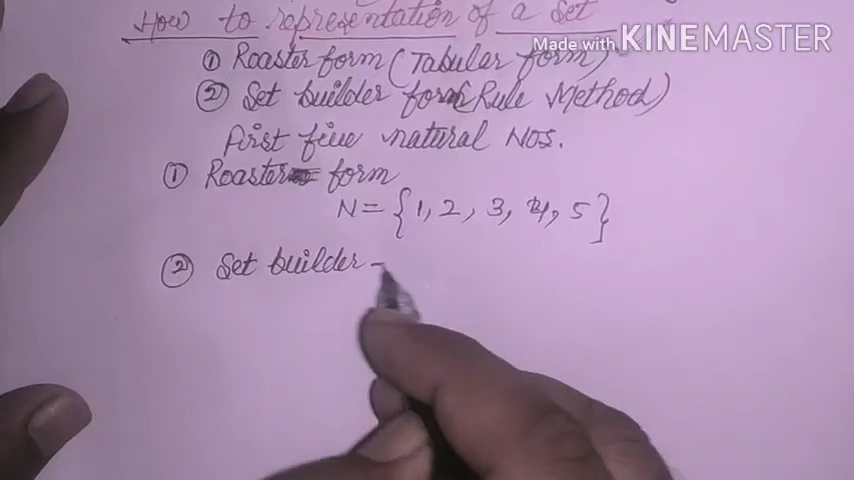 How to representation of a set
Made with KINEMASTER
① Roaster form (Tabular form)
② Set builder form (Rule Method)
First five natural Nos.
① Roaster form
N = {1, 2, 3, 4, 5}
② Set builder -